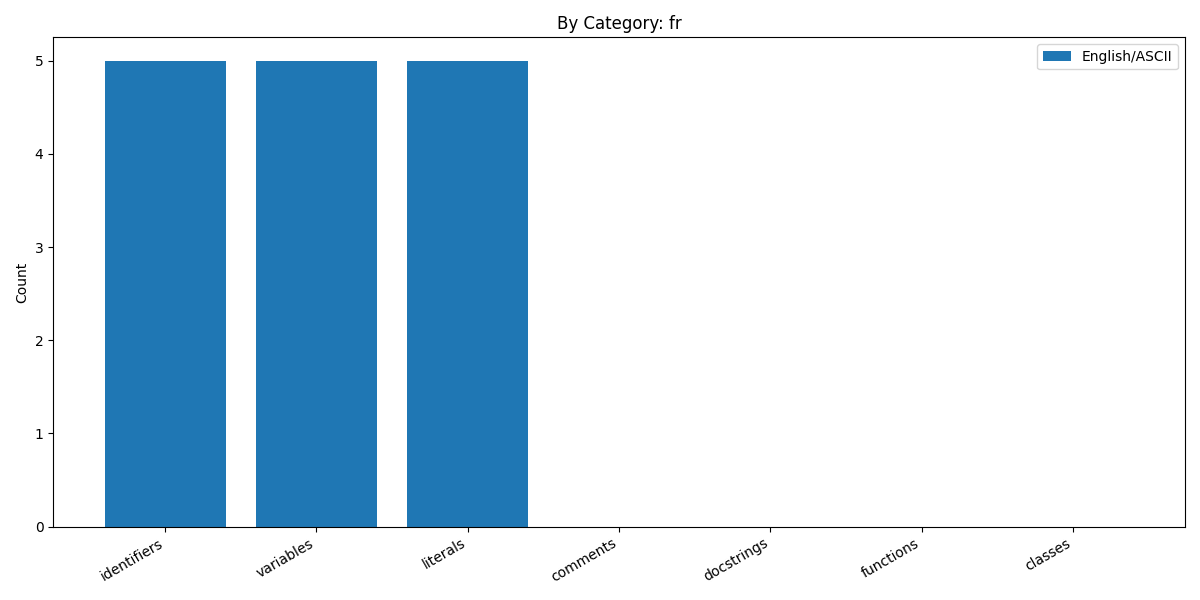 By Category: fr
English/ASCII
Count
5
4
3
2
1
0
identifiers
variables
literals
comments
docstrings
functions
classes